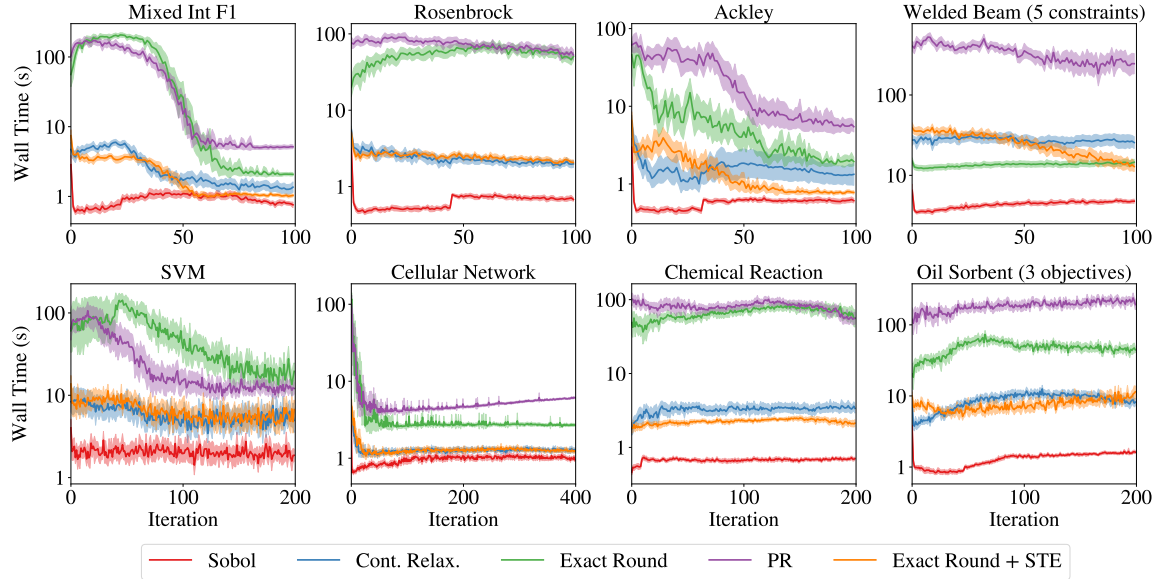 Mixed Int F1
Rosenbrock
Ackley
Welded Beam (5 constraints)
Wall Time (s)
100
10
1
0 50 100
100
10
1
0 50 100
100
10
1
0 50 100
100
10
0 50 100
SVM
Cellular Network
Chemical Reaction
Oil Sorbent (3 objectives)
Wall Time (s)
100
10
1
0 100 200
Iteration
100
10
1
0 200 400
Iteration
100
10
1
0 100 200
Iteration
100
10
1
0 100 200
Iteration
Sobol Cont. Relax. Exact Round PR Exact Round + STE